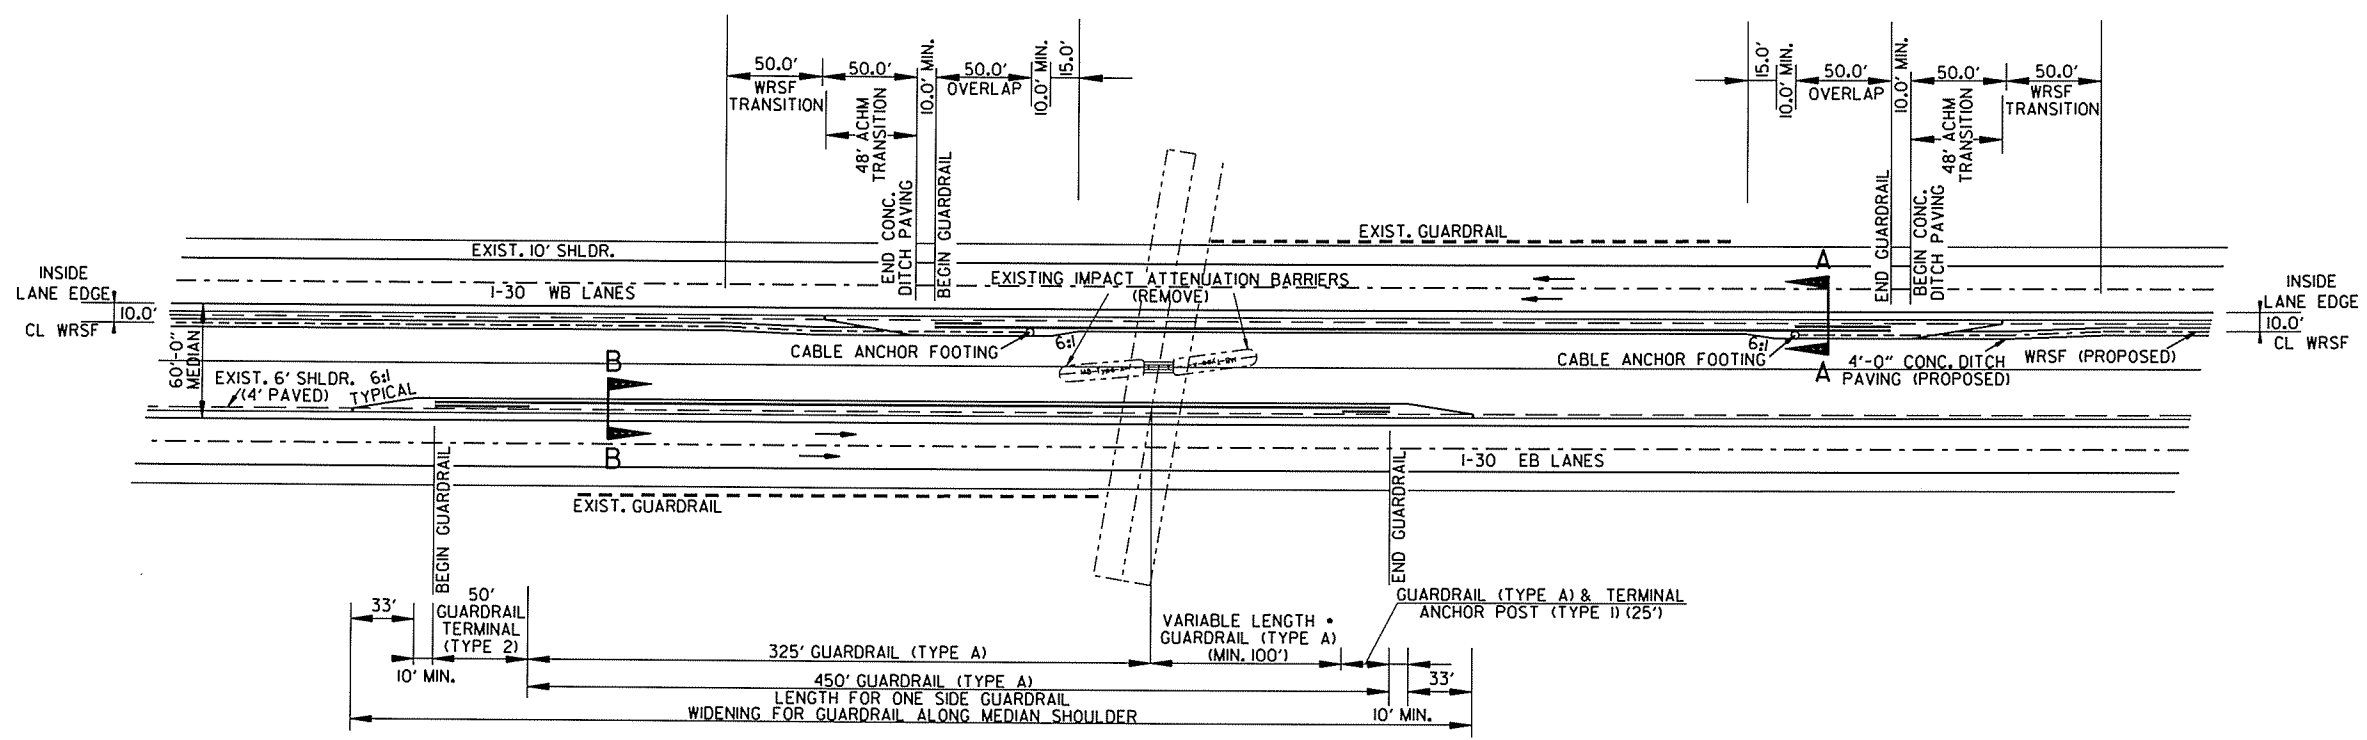 50.0'
WRSF
TRANSITION
50.0'
48' ACHM
TRANSITION
10.0' MIN.
50.0'
OVERLAP
10.0' MIN.
15.0'
15.0'
10.0' MIN.
50.0'
OVERLAP
10.0' MIN.
50.0'
48' ACHM
TRANSITION
50.0'
WRSF
TRANSITION
END CONC.
DITCH PAVING
BEGIN GUARDRAIL
END GUARDRAIL
BEGIN CONC.
DITCH PAVING
EXIST. 10' SHLDR.
EXIST. GUARDRAIL
A
INSIDE
LANE EDGE
10.0'
CL WRSF
I-30 WB LANES
EXISTING IMPACT ATTENUATION BARRIERS
(REMOVE)
INSIDE
LANE EDGE
10.0'
CL WRSF
60'-0"
MEDIAN
CABLE ANCHOR FOOTING
6:1
CABLE ANCHOR FOOTING
6:1
4'-0" CONC. DITCH
PAVING (PROPOSED)
WRSF (PROPOSED)
A
B
EXIST. 6' SHLDR.
(4' PAVED)
6:1
TYPICAL
B
I-30 EB LANES
EXIST. GUARDRAIL
BEGIN GUARDRAIL
END GUARDRAIL
33'
10' MIN.
50'
GUARDRAIL
TERMINAL
(TYPE 2)
325' GUARDRAIL (TYPE A)
VARIABLE LENGTH •
GUARDRAIL (TYPE A)
(MIN. 100')
GUARDRAIL (TYPE A) & TERMINAL
ANCHOR POST (TYPE 1) (25')
450' GUARDRAIL (TYPE A)
LENGTH FOR ONE SIDE GUARDRAIL
33'
10' MIN.
WIDENING FOR GUARDRAIL ALONG MEDIAN SHOULDER